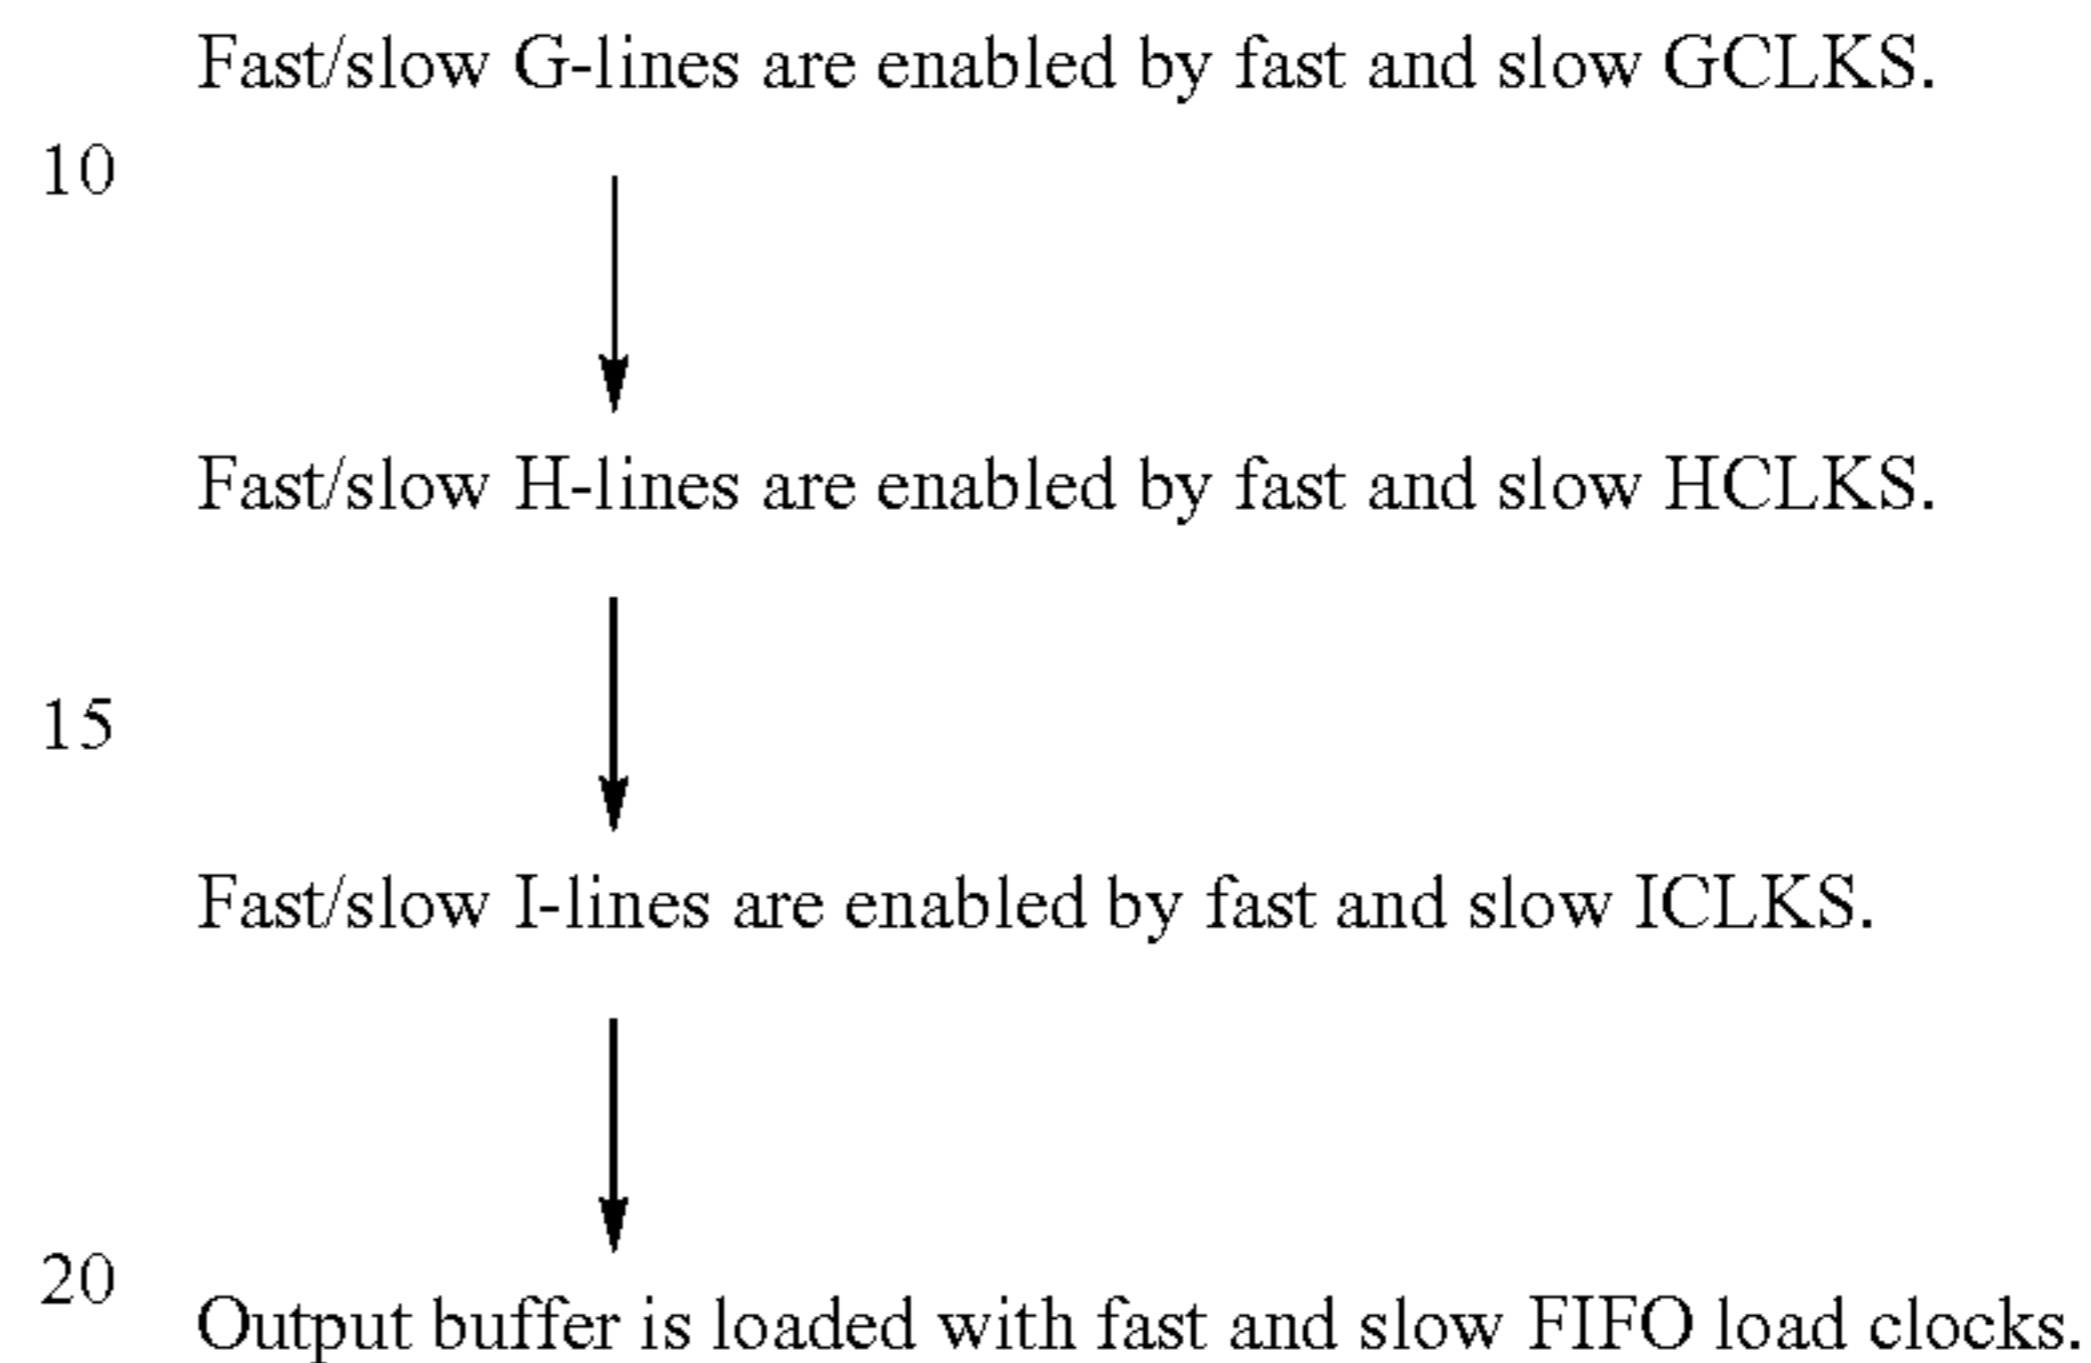 Fast/slow G-lines are enabled by fast and slow GCLKS.
10
Fast/slow H-lines are enabled by fast and slow HCLKS.
15
Fast/slow I-lines are enabled by fast and slow ICLKS.
20
Output buffer is loaded with fast and slow FIFO load clocks.